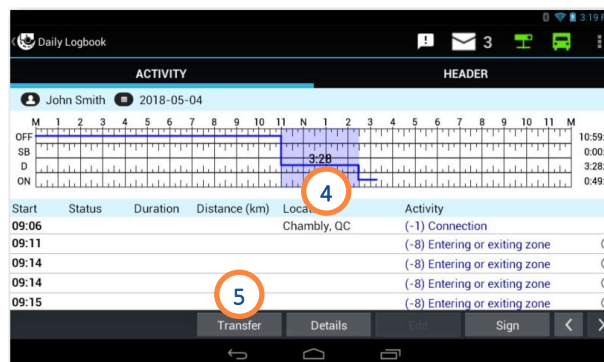 3:19 P
Daily Logbook 3
ACTIVITY HEADER
John Smith 2018-05-04
M 1 2 3 4 5 6 7 8 9 10 11 N 1 2 3 4 5 6 7 8 9 10 11 M
OFF 10:59:
SB 0:00:
D 3:28 3:28:
ON 0:49:
4
Start Status Duration Distance (km) Loca Activity
09:06 Chambly, QC (-1) Connection
09:11 (-8) Entering or exiting zone
09:14 (-8) Entering or exiting zone
09:14 (-8) Entering or exiting zone
09:15 (-8) Entering or exiting zone
5
Transfer Details Edit Sign